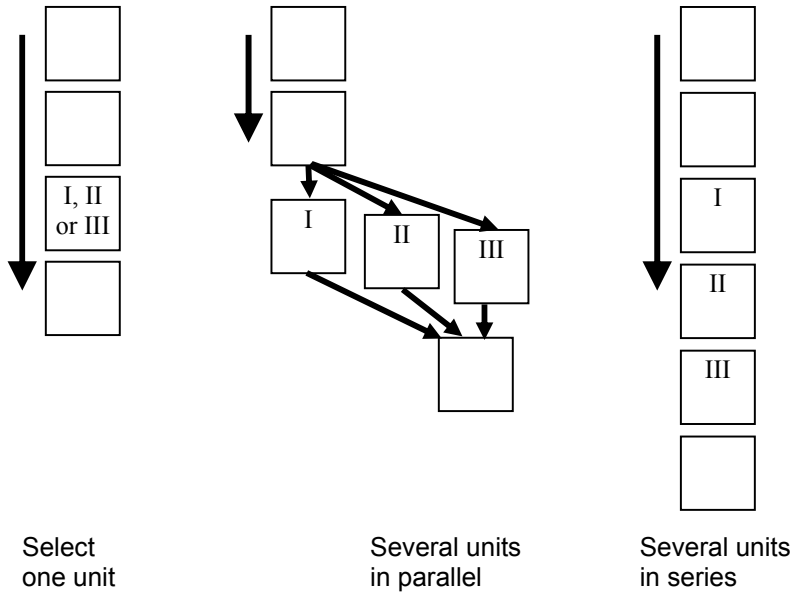 I, II
or III
I
II
III
I
II
III
Select
one unit
Several units
in parallel
Several units
in series